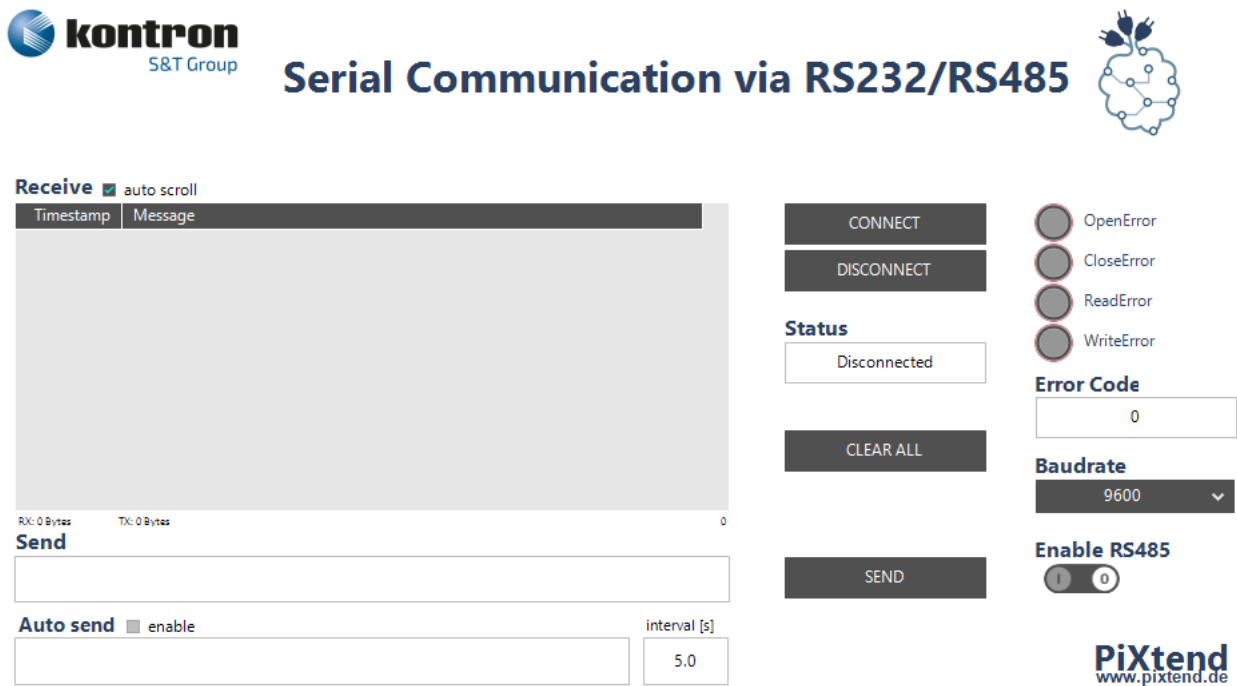 kontron
S&T Group
Serial Communication via RS232/RS485
Receive auto scroll
Timestamp Message
RX: 0 Bytes TX: 0 Bytes 0
Send
Auto send enable interval [s]
5.0
CONNECT
DISCONNECT
Status
Disconnected
CLEAR ALL
SEND
OpenError
CloseError
ReadError
WriteError
Error Code
0
Baudrate
9600
Enable RS485
I 0
PiXtend
www.pixtend.de